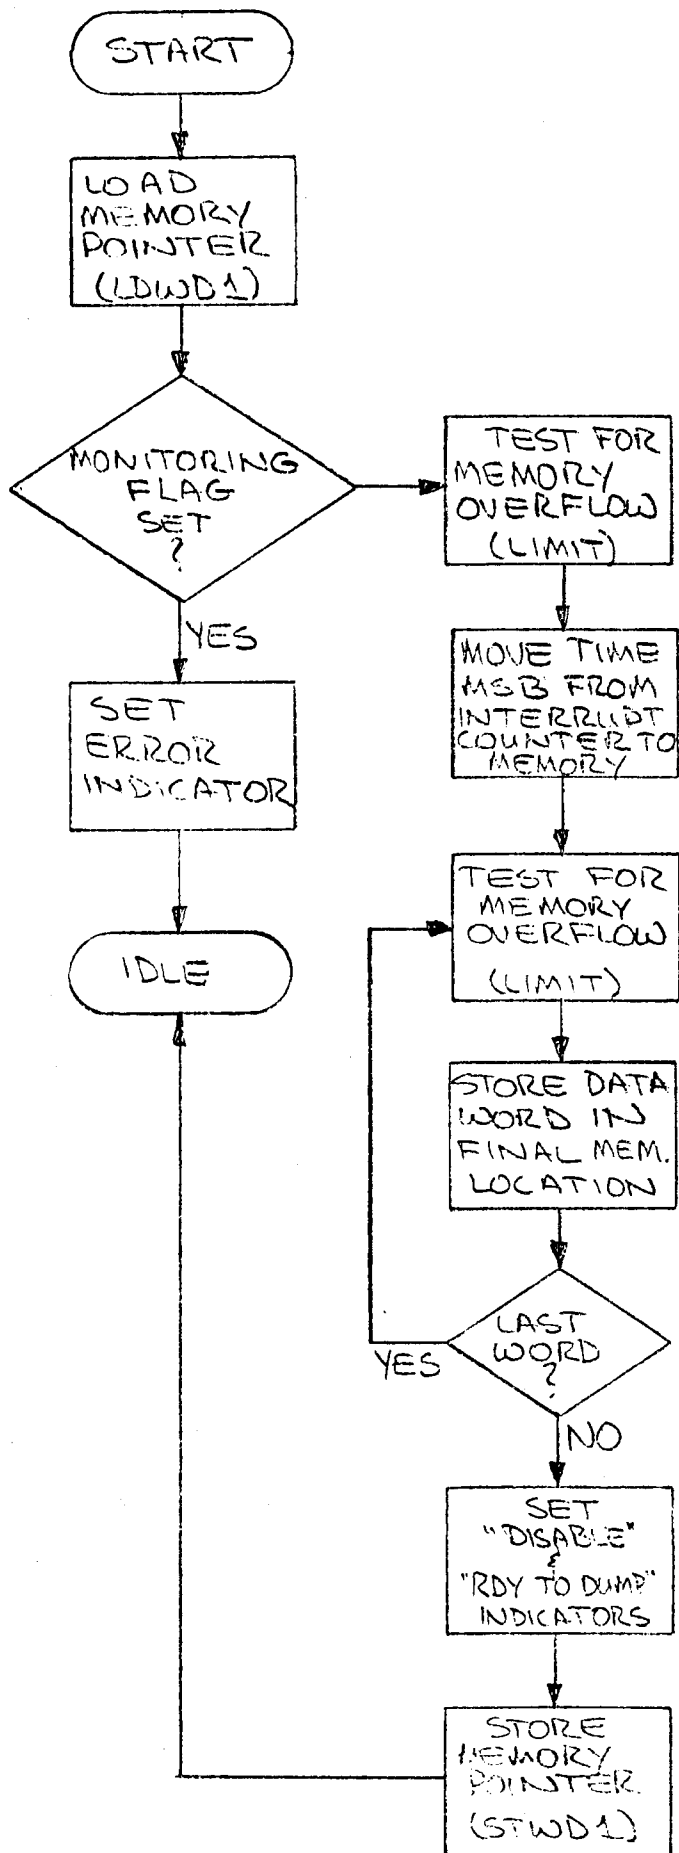 START
LOAD
MEMORY
POINTER
(LDWD1)
MONITORING
FLAG
SET
?
YES
SET
ERROR
INDICATOR
IDLE
TEST FOR
MEMORY
OVERFLOW
(LIMIT)
MOVE TIME
MSB FROM
INTERRUPT
COUNTER TO
MEMORY
TEST FOR
MEMORY
OVERFLOW
(LIMIT)
STORE DATA
WORD IN
FINAL MEM.
LOCATION
LAST
WORD
?
YES
NO
SET
"DISABLE"
&
"RDY TO DUMP"
INDICATORS
STORE
MEMORY
POINTER
(STWD1)